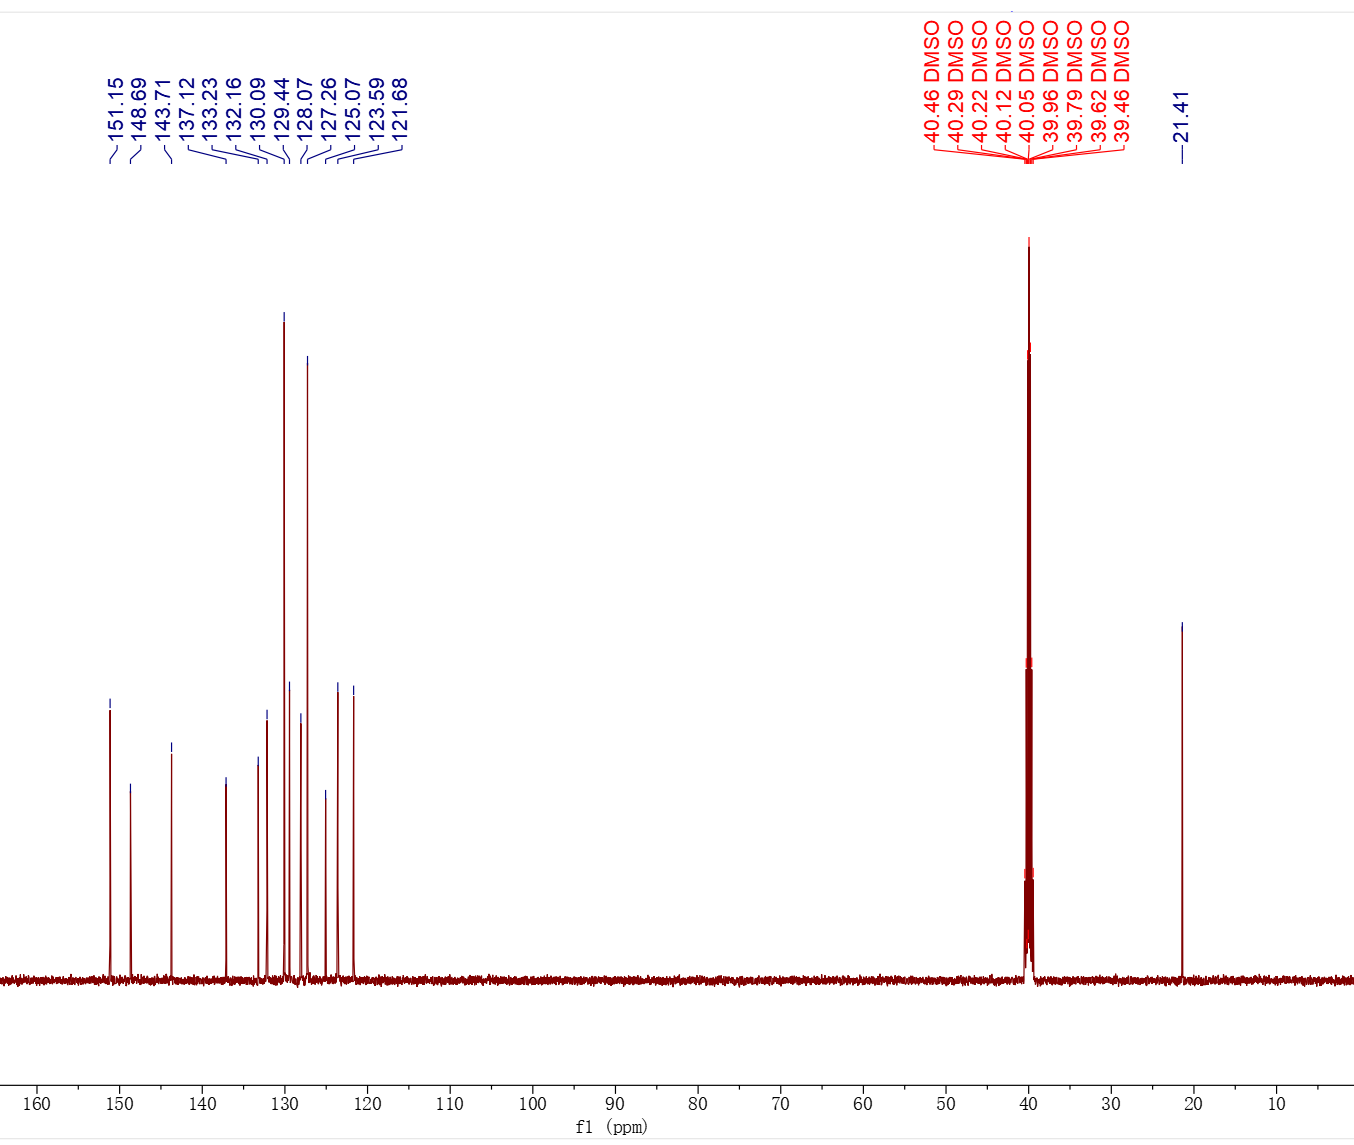 151.15
148.69
143.71
137.12
133.23
132.16
130.09
129.44
128.07
127.26
125.07
123.59
121.68
40.46 DMSO
40.29 DMSO
40.22 DMSO
40.12 DMSO
40.05 DMSO
39.96 DMSO
39.79 DMSO
39.62 DMSO
39.46 DMSO
21.41
160 150 140 130 120 110 100 90 80 70 60 50 40 30 20 10
f1 (ppm)